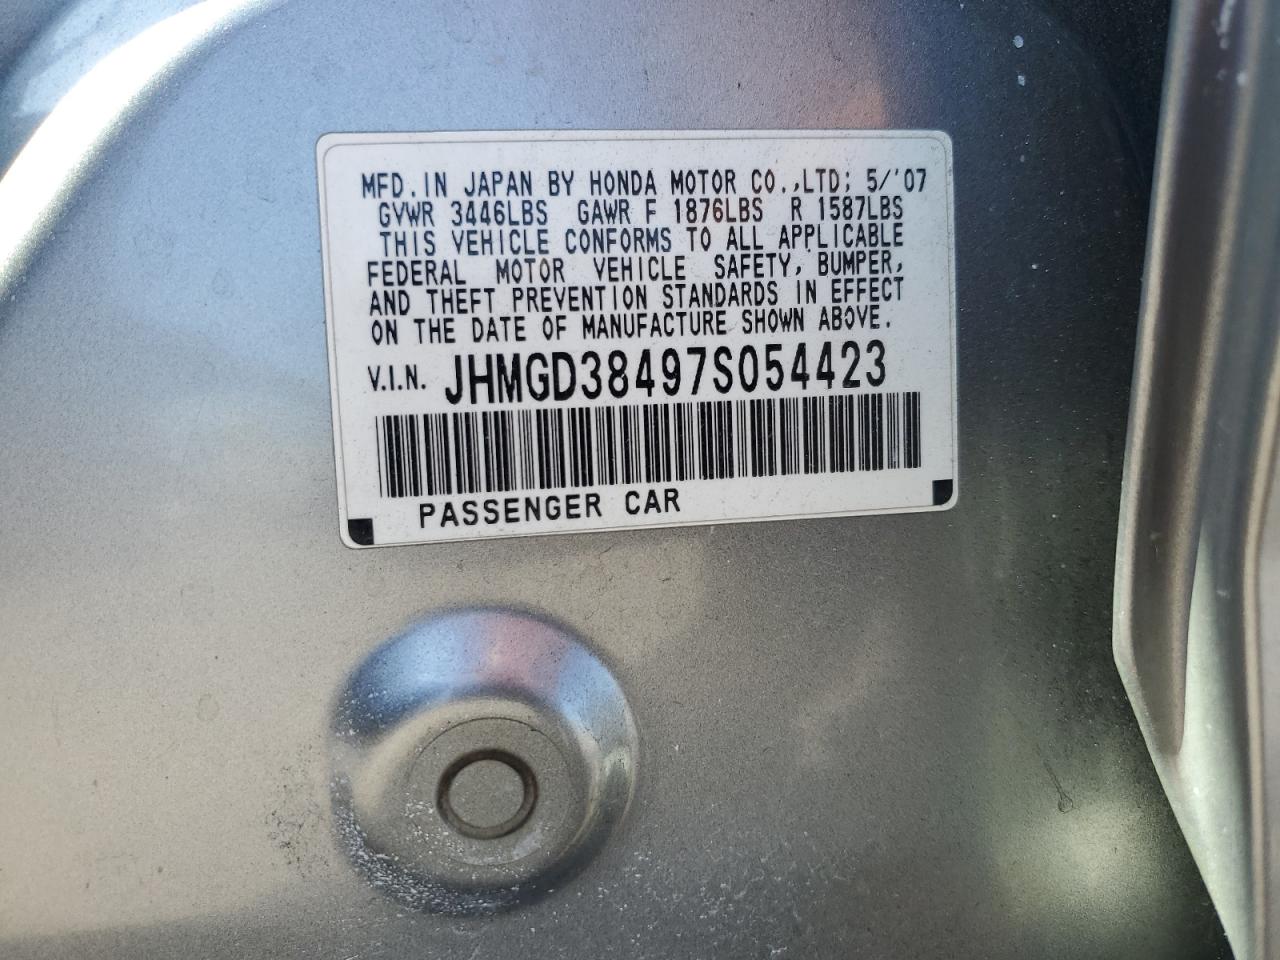 MFD. IN JAPAN BY HONDA MOTOR CO.,LTD; 5/'07
GVWR 3446LBS GAWR F 1876LBS R 1587LBS
THIS VEHICLE CONFORMS TO ALL APPLICABLE
FEDERAL MOTOR VEHICLE SAFETY, BUMPER,
AND THEFT PREVENTION STANDARDS IN EFFECT
ON THE DATE OF MANUFACTURE SHOWN ABOVE.
V.I.N. JHMGD38497S054423
PASSENGER CAR